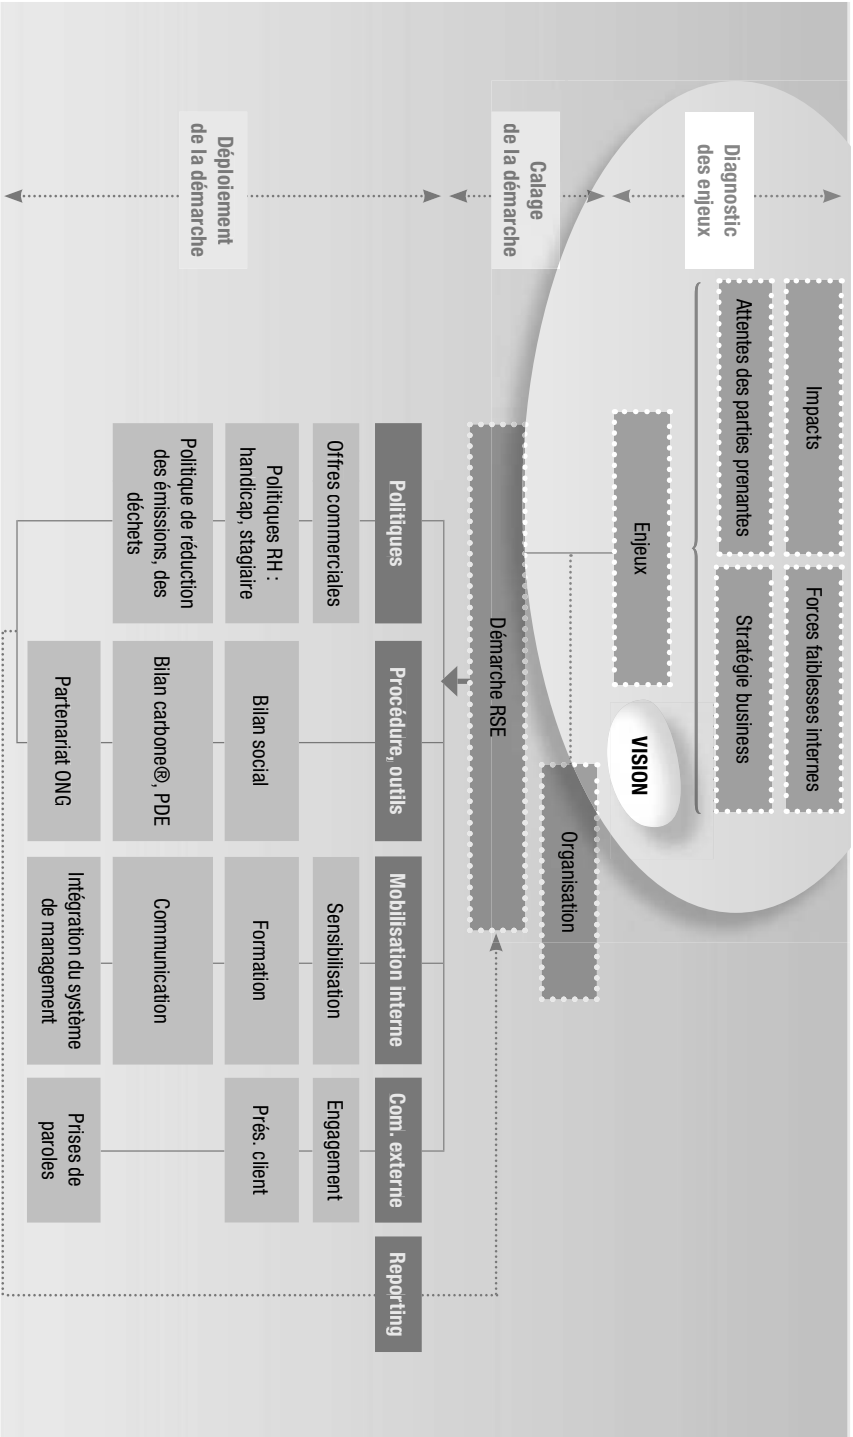 Diagnostic
des enjeux
Impacts
Forces faiblesses internes
Attentes des parties prenantes
Stratégie business
Enjeux
VISION
Calage
de la démarche
Organisation
Démarche RSE
Déploiement
de la démarche
Politiques
Offres commerciales
Politiques RH :
handicap, stagiaire
Politique de réduction
des émissions, des
déchets
Procédure, outils
Bilan social
Bilan carbone®, PDE
Partenariat ONG
Mobilisation interne
Sensibilisation
Formation
Communication
Intégration du système
de management
Com. externe
Engagement
Prés. client
Prises de
paroles
Reporting